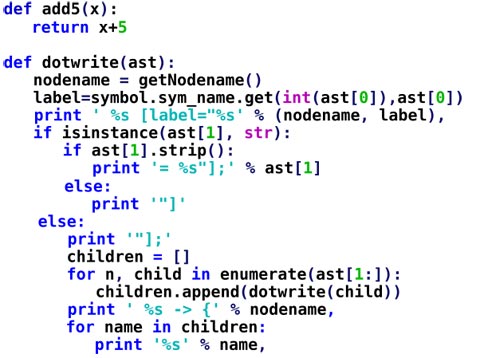 def add5(x):
    return x+5

def dotwrite(ast):
    nodename = getNodename()
    label=symbol.sym_name.get(int(ast[0]),ast[0])
    print ' %s [label="%s' % (nodename, label),
    if isinstance(ast[1], str):
        if ast[1].strip():
            print '= %s"];' % ast[1]
        else:
            print '"]'
    else:
        print '"];'
        children = []
        for n, child in enumerate(ast[1:]):
            children.append(dotwrite(child))
        print ' %s -> {' % nodename,
        for name in children:
            print '%s' % name,